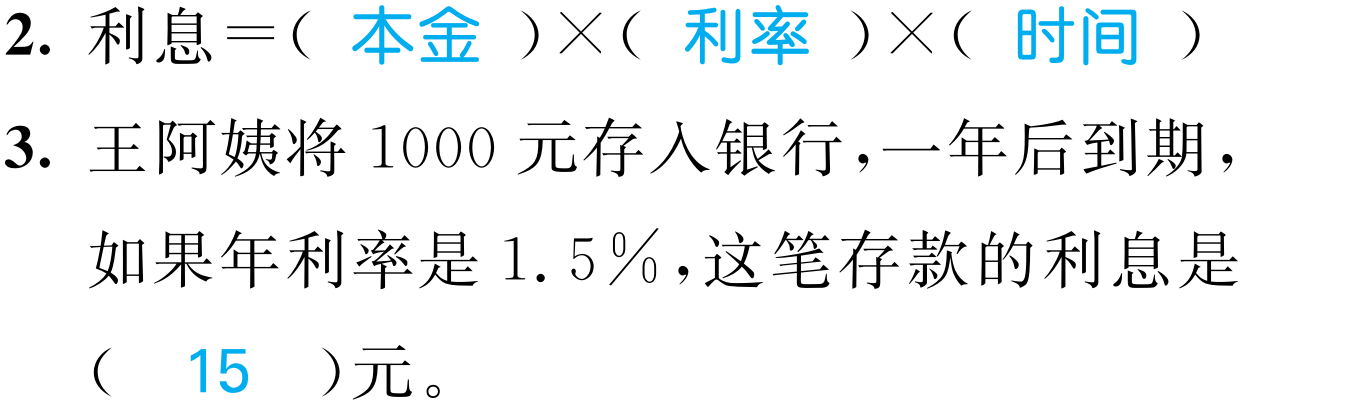 2. 利息＝( 本金 )×( 利率 )×( 时间 )
3. 王阿姨将 1000 元存入银行,一年后到期,
如果年利率是 1.5%,这笔存款的利息是
( 15 )元。